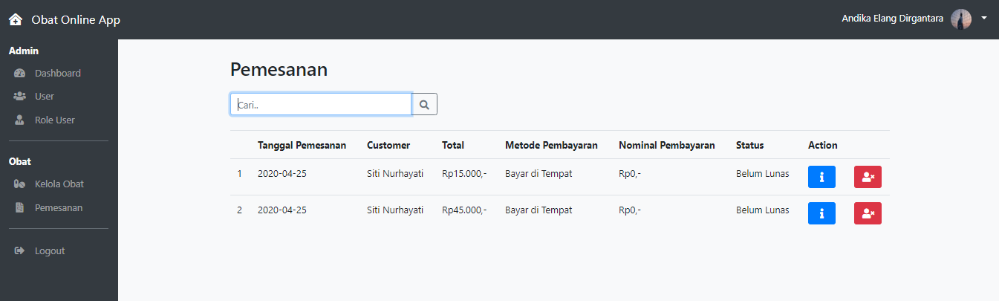 Obat Online App
Andika Elang Dirgantara
Admin
Dashboard
User
Role User
Obat
Kelola Obat
Pemesanan
Logout
Pemesanan
Cari..
Tanggal Pemesanan Customer Total Metode Pembayaran Nominal Pembayaran Status Action
1 2020-04-25 Siti Nurhayati Rp15.000,- Bayar di Tempat Rp0,- Belum Lunas
2 2020-04-25 Siti Nurhayati Rp45.000,- Bayar di Tempat Rp0,- Belum Lunas